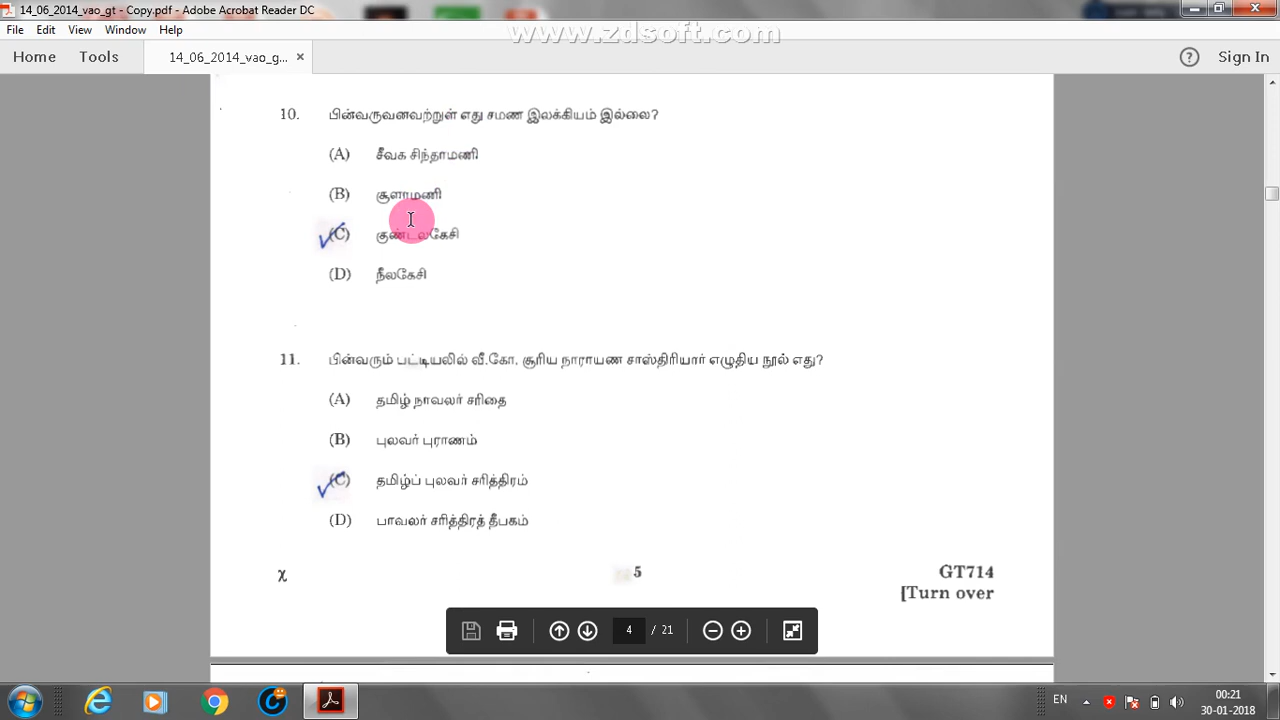 14_06_2014_vao_gt - Copy.pdf - Adobe Acrobat Reader DC
File Edit View Window Help
www.zdsoft.com
Home Tools 14_06_2014_vao_g... × ? Sign In
10. பின்வருவனவற்றுள் எது சமண இலக்கியம் இல்லை?
(A) சீவக சிந்தாமணி
(B) சூளாமணி
(C) குண்டலகேசி
(D) நீலகேசி
11. பின்வரும் பட்டியலில் வீ.கோ. சூரிய நாராயண சாஸ்திரியார் எழுதிய நூல் எது?
(A) தமிழ் நாவலர் சரிதை
(B) புலவர் புராணம்
(C) தமிழ்ப் புலவர் சரித்திரம்
(D) பாவலர் சரித்திரத் தீபகம்
χ 5 GT714
[Turn over
4 / 21
EN 00:21
30-01-2018